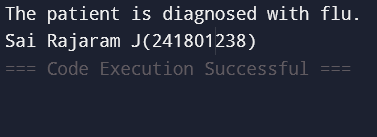 The patient is diagnosed with flu.
Sai Rajaram J(241801238)
=== Code Execution Successful ===